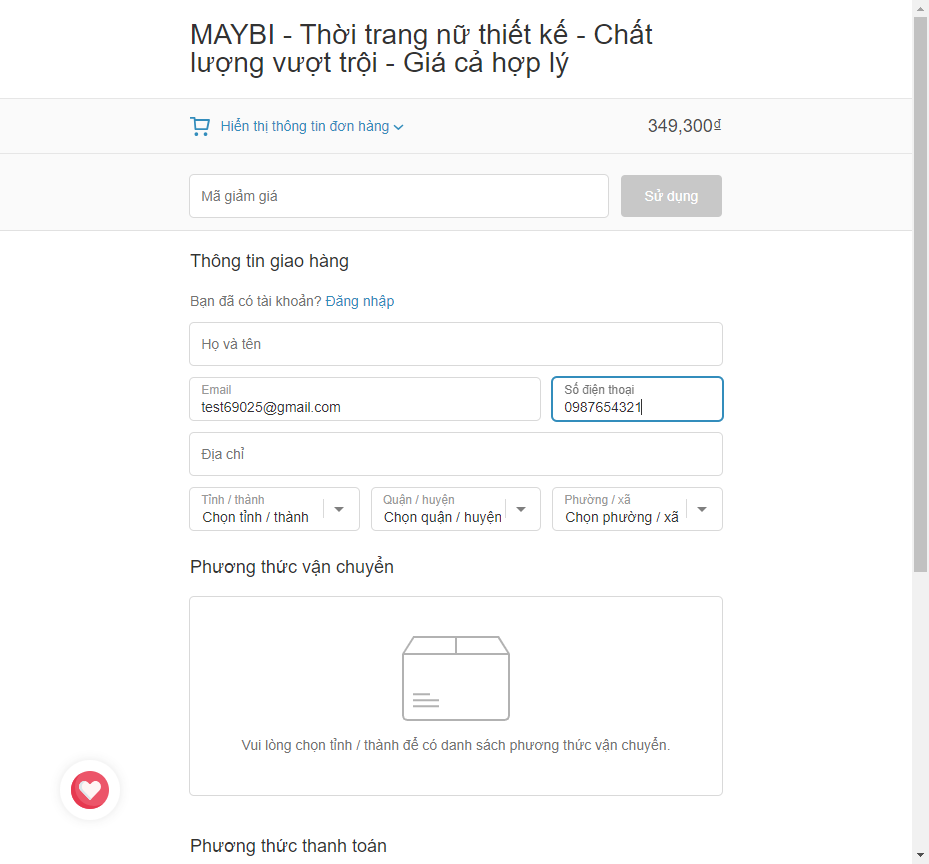 MAYBI - Thời trang nữ thiết kế - Chất
lượng vượt trội - Giá cả hợp lý
Hiển thị thông tin đơn hàng
349,300₫
Mã giảm giá
Sử dụng
Thông tin giao hàng
Bạn đã có tài khoản? Đăng nhập
Họ và tên
Email
test69025@gmail.com
Số điện thoại
0987654321
Địa chỉ
Tỉnh / thành
Chọn tỉnh / thành
Quận / huyện
Chọn quận / huyện
Phường / xã
Chọn phường / xã
Phương thức vận chuyển
Vui lòng chọn tỉnh / thành để có danh sách phương thức vận chuyển.
Phương thức thanh toán